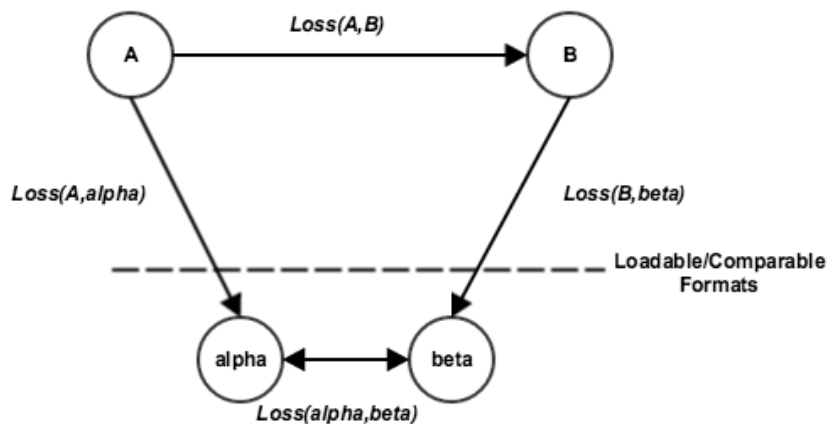 Loss(A,B)
A
B
Loss(A,alpha)
Loss(B,beta)
Loadable/Comparable
Formats
alpha
beta
Loss(alpha,beta)